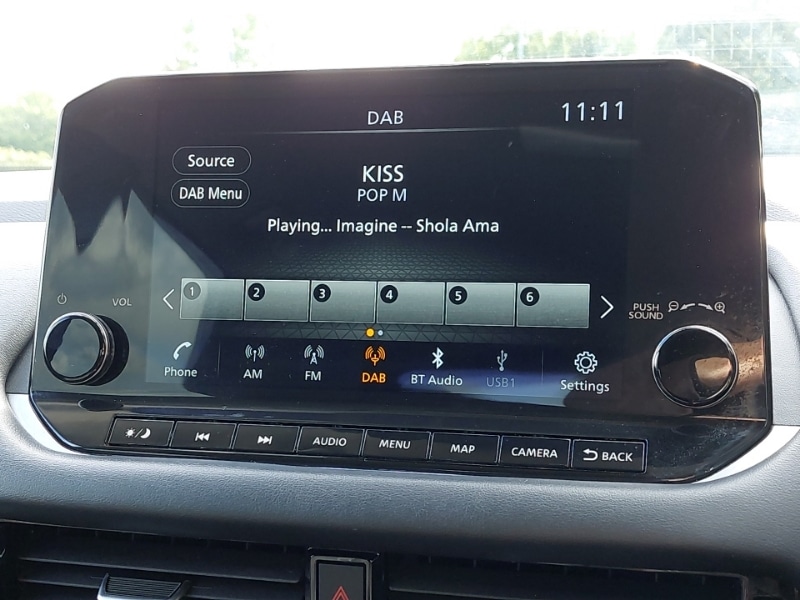 DAB
11:11
Source
DAB Menu
KISS
POP M
Playing... Imagine -- Shola Ama
1 2 3 4 5 6
VOL
PUSH
SOUND
Phone
AM
FM
DAB
BT Audio
USB1
Settings
AUDIO
MENU
MAP
CAMERA
BACK